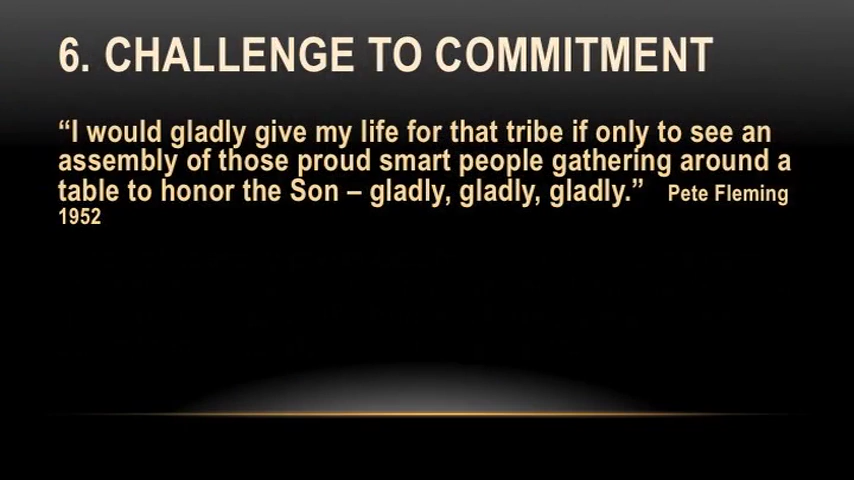 6. CHALLENGE TO COMMITMENT
“I would gladly give my life for that tribe if only to see an
assembly of those proud smart people gathering around a
table to honor the Son – gladly, gladly, gladly.” Pete Fleming
1952